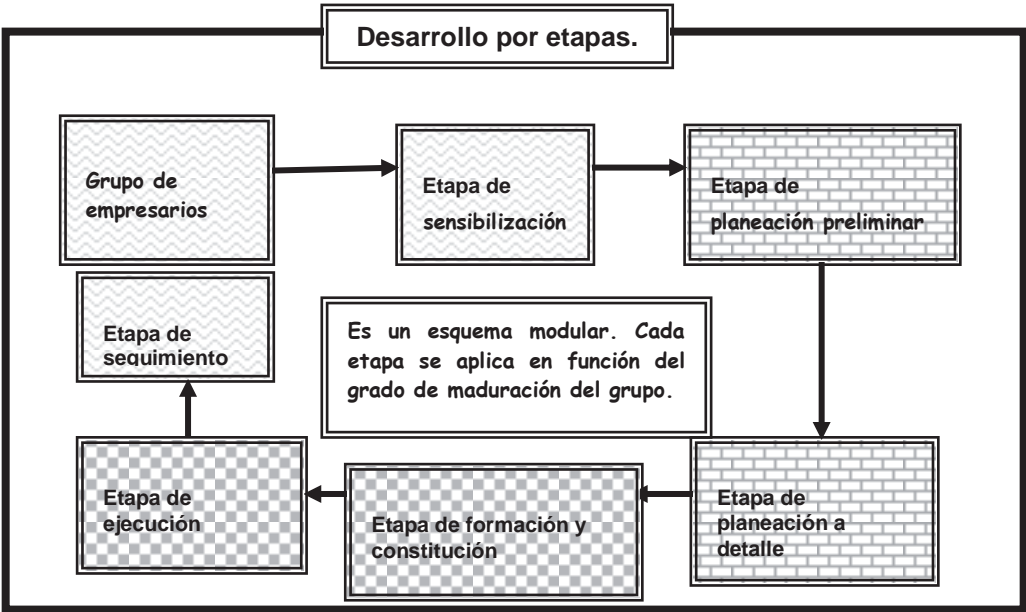 Desarrollo por etapas.
Grupo de
empresarios
Etapa de
sensibilización
Etapa de
planeación preliminar
Etapa de
seguimiento
Es un esquema modular. Cada
etapa se aplica en función del
grado de maduración del grupo.
Etapa de
ejecución
Etapa de formación y
constitución
Etapa de
planeación a
detalle